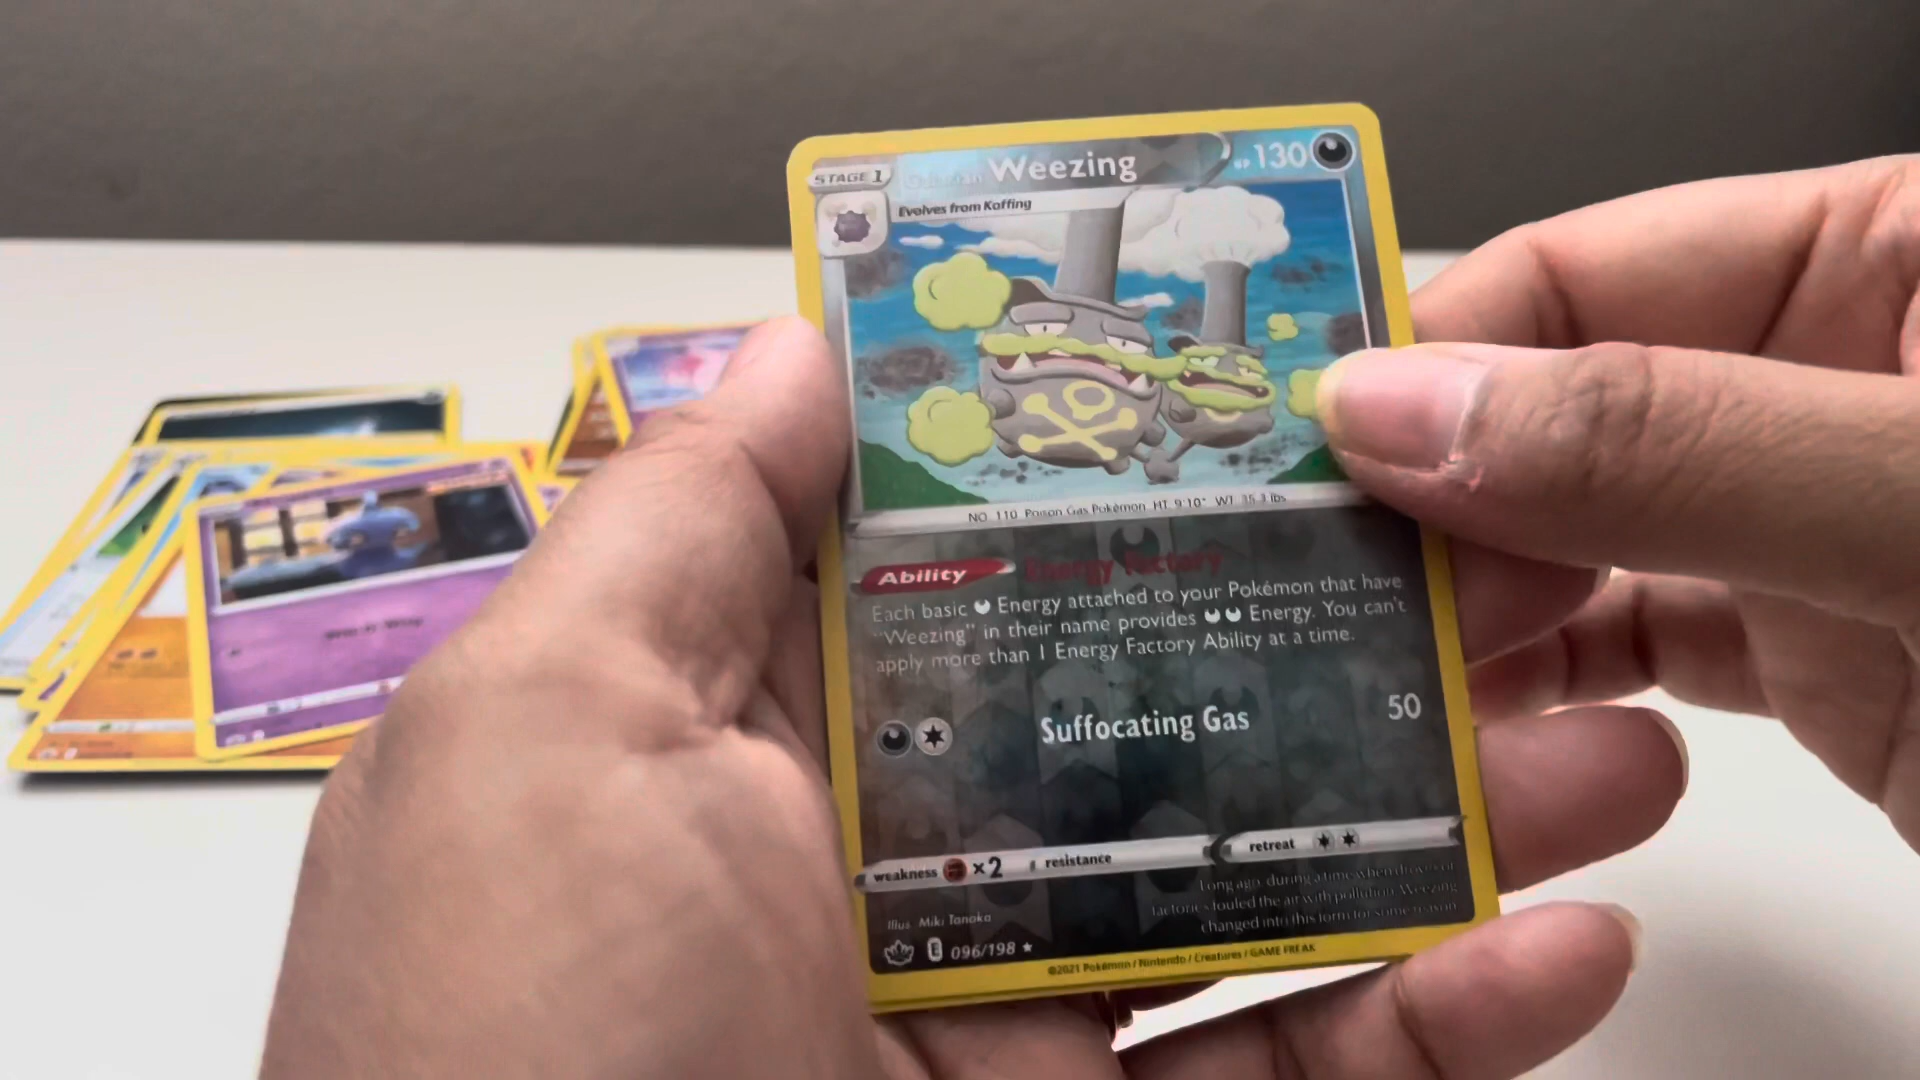 STAGE 1
Galarian Weezing
HP 130
Evolves from Koffing
NO. 110 Poison Gas Pokémon HT 9'10" WT 35.3 lbs
Ability Energy Factory
Each basic Energy attached to your Pokémon that have
"Weezing" in their name provides Energy. You can't
apply more than 1 Energy Factory Ability at a time.
Suffocating Gas 50
weakness ×2 resistance retreat
Long ago, during a time when droves of
factories fouled the air with pollution, Weezing
changed into this form for some reason.
Illus. Miki Tanaka
E 096/198 ★
©2021 Pokémon / Nintendo / Creatures / GAME FREAK